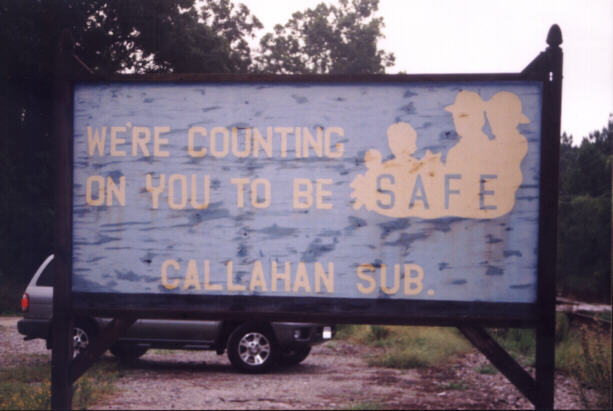 WE'RE COUNTING
ON YOU TO BE SAFE
CALLAHAN SUB.